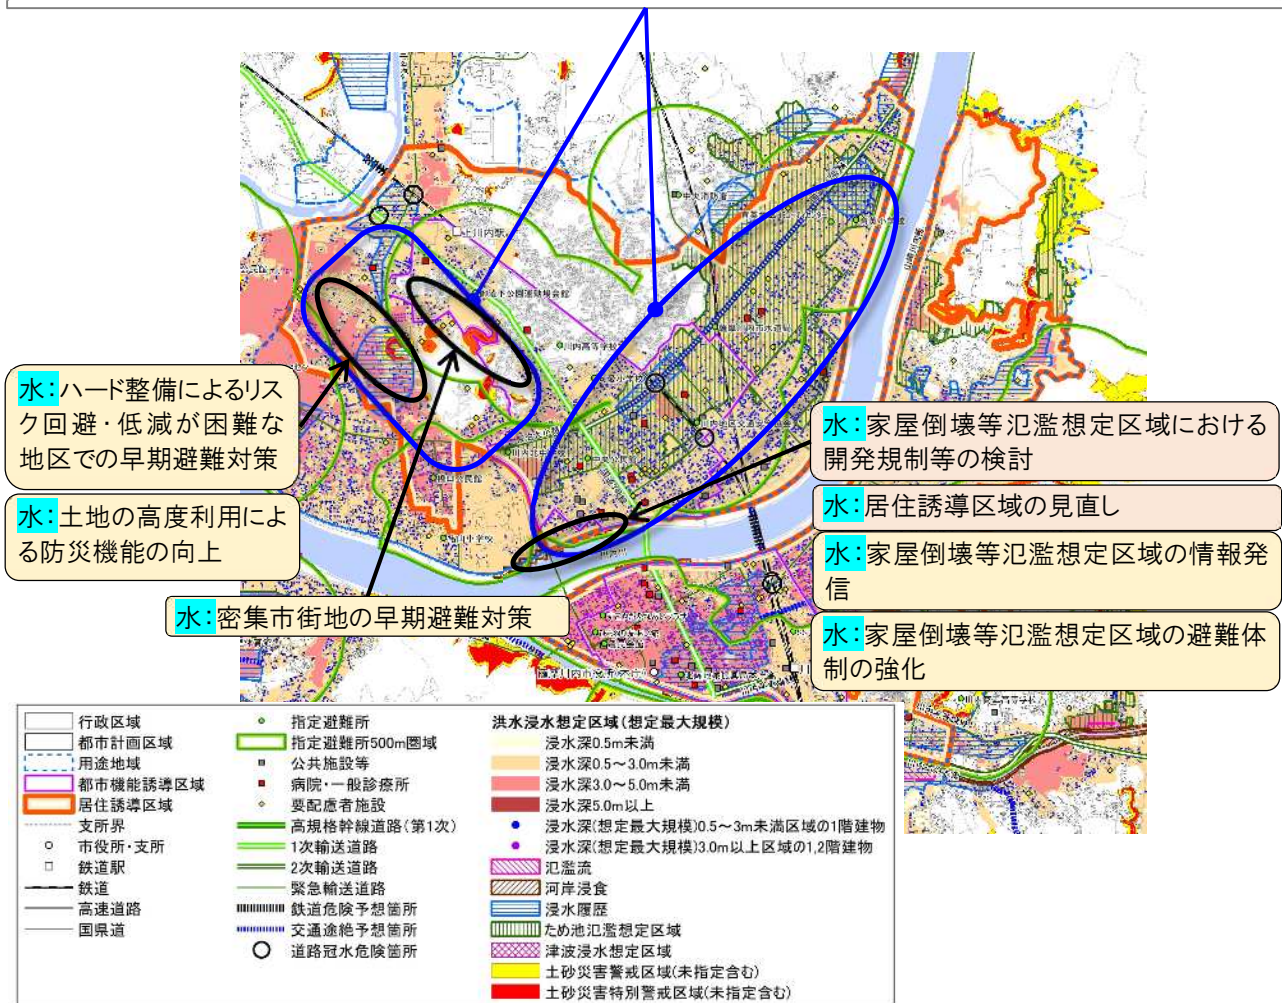 上川内駅
御陵下公園運動場会館
川内高等学校
中央消防署
水:ハード整備によるリス
ク回避・低減が困難な
地区での早期避難対策
水:土地の高度利用によ
る防災機能の向上
水:密集市街地の早期避難対策
水:家屋倒壊等氾濫想定区域における
開発規制等の検討
水:居住誘導区域の見直し
水:家屋倒壊等氾濫想定区域の情報発
信
水:家屋倒壊等氾濫想定区域の避難体
制の強化
行政区域
都市計画区域
用途地域
都市機能誘導区域
居住誘導区域
支所界
市役所・支所
鉄道駅
鉄道
高速道路
国県道
指定避難所
指定避難所500m圏域
公共施設等
病院・一般診療所
要配慮者施設
高規格幹線道路(第1次)
1次輸送道路
2次輸送道路
緊急輸送道路
鉄道危険予想箇所
交通途絶予想箇所
道路冠水危険箇所
洪水浸水想定区域(想定最大規模)
浸水深0.5m未満
浸水深0.5~3.0m未満
浸水深3.0~5.0m未満
浸水深5.0m以上
浸水深(想定最大規模)0.5~3m未満区域の1階建物
浸水深(想定最大規模)3.0m以上区域の1,2階建物
氾濫流
河岸浸食
浸水履歴
ため池氾濫想定区域
津波浸水想定区域
土砂災害警戒区域(未指定含む)
土砂災害特別警戒区域(未指定含む)